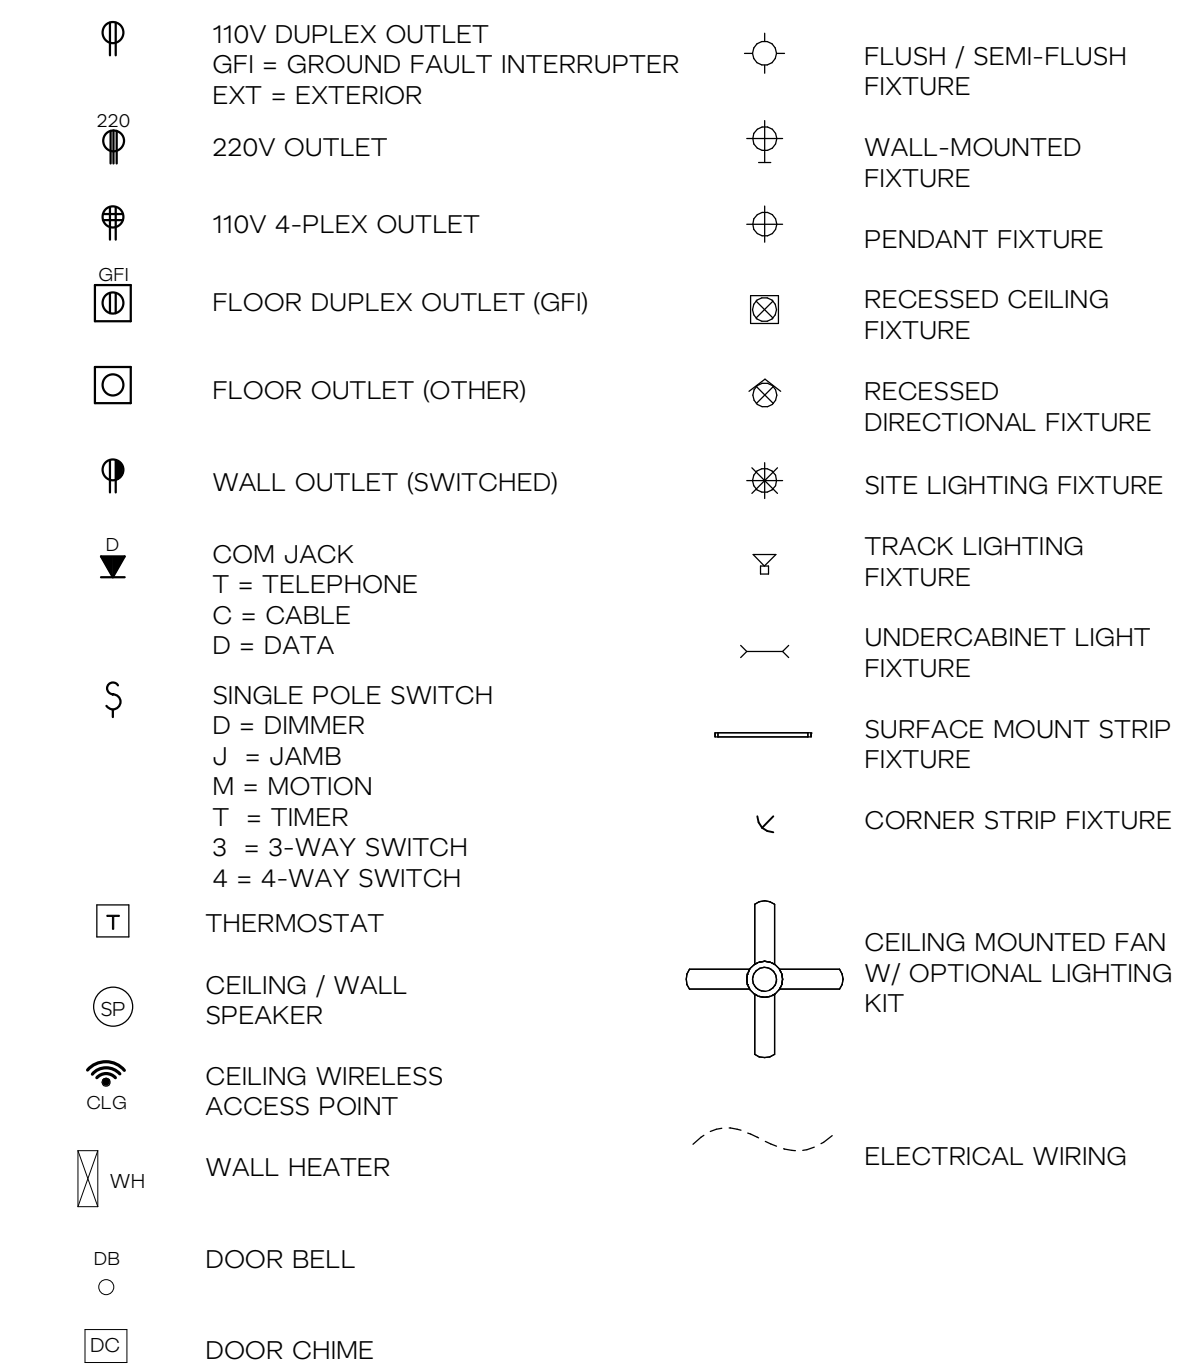 110V DUPLEX OUTLET
GFI = GROUND FAULT INTERRUPTER
EXT = EXTERIOR
220
220V OUTLET
110V 4-PLEX OUTLET
GFI
FLOOR DUPLEX OUTLET (GFI)
FLOOR OUTLET (OTHER)
WALL OUTLET (SWITCHED)
D
COM JACK
T = TELEPHONE
C = CABLE
D = DATA
SINGLE POLE SWITCH
D = DIMMER
J = JAMB
M = MOTION
T = TIMER
3 = 3-WAY SWITCH
4 = 4-WAY SWITCH
T
THERMOSTAT
SP
CEILING / WALL
SPEAKER
CLG
CEILING WIRELESS
ACCESS POINT
WH
WALL HEATER
DB
DOOR BELL
DC
DOOR CHIME
FLUSH / SEMI-FLUSH
FIXTURE
WALL-MOUNTED
FIXTURE
PENDANT FIXTURE
RECESSED CEILING
FIXTURE
RECESSED
DIRECTIONAL FIXTURE
SITE LIGHTING FIXTURE
TRACK LIGHTING
FIXTURE
UNDERCABINET LIGHT
FIXTURE
SURFACE MOUNT STRIP
FIXTURE
CORNER STRIP FIXTURE
CEILING MOUNTED FAN
W/ OPTIONAL LIGHTING
KIT
ELECTRICAL WIRING